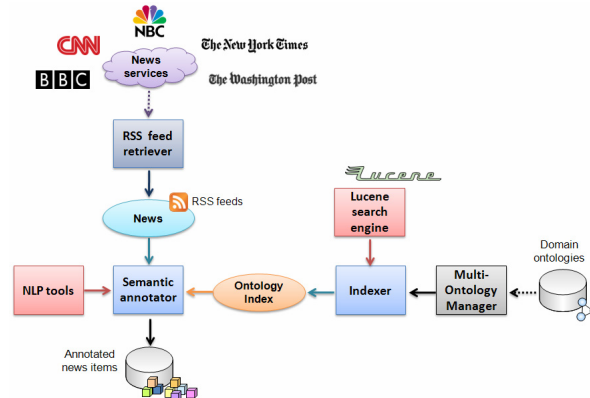 NBC
CNN
The New York Times
News
services
BBC
The Washington Post
RSS feed
retriever
RSS feeds
News
Lucene
Lucene
search
engine
Domain
ontologies
NLP tools
Semantic
annotator
Ontology
Index
Indexer
Multi-
Ontology
Manager
Annotated
news items